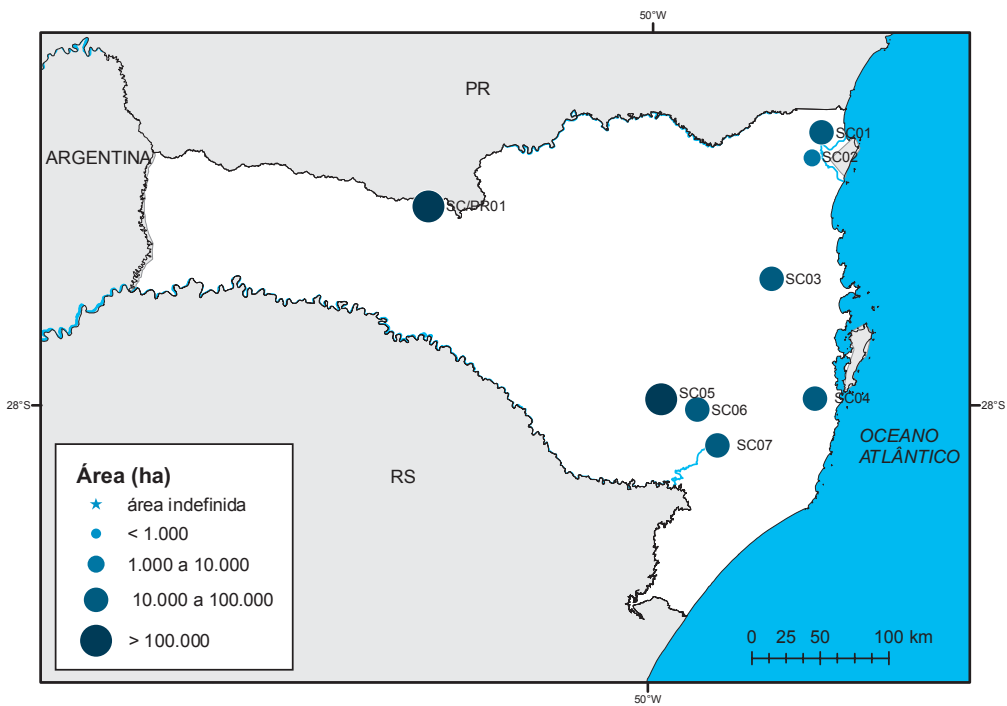 50°W
PR
ARGENTINA
SC01
SC02
SC/PR01
SC03
SC05
SC06
SC04
28°S
28°S
SC07
OCEANO
ATLÂNTICO
RS
Área (ha)
área indefinida
< 1.000
1.000 a 10.000
10.000 a 100.000
> 100.000
0 25 50 100 km
50°W